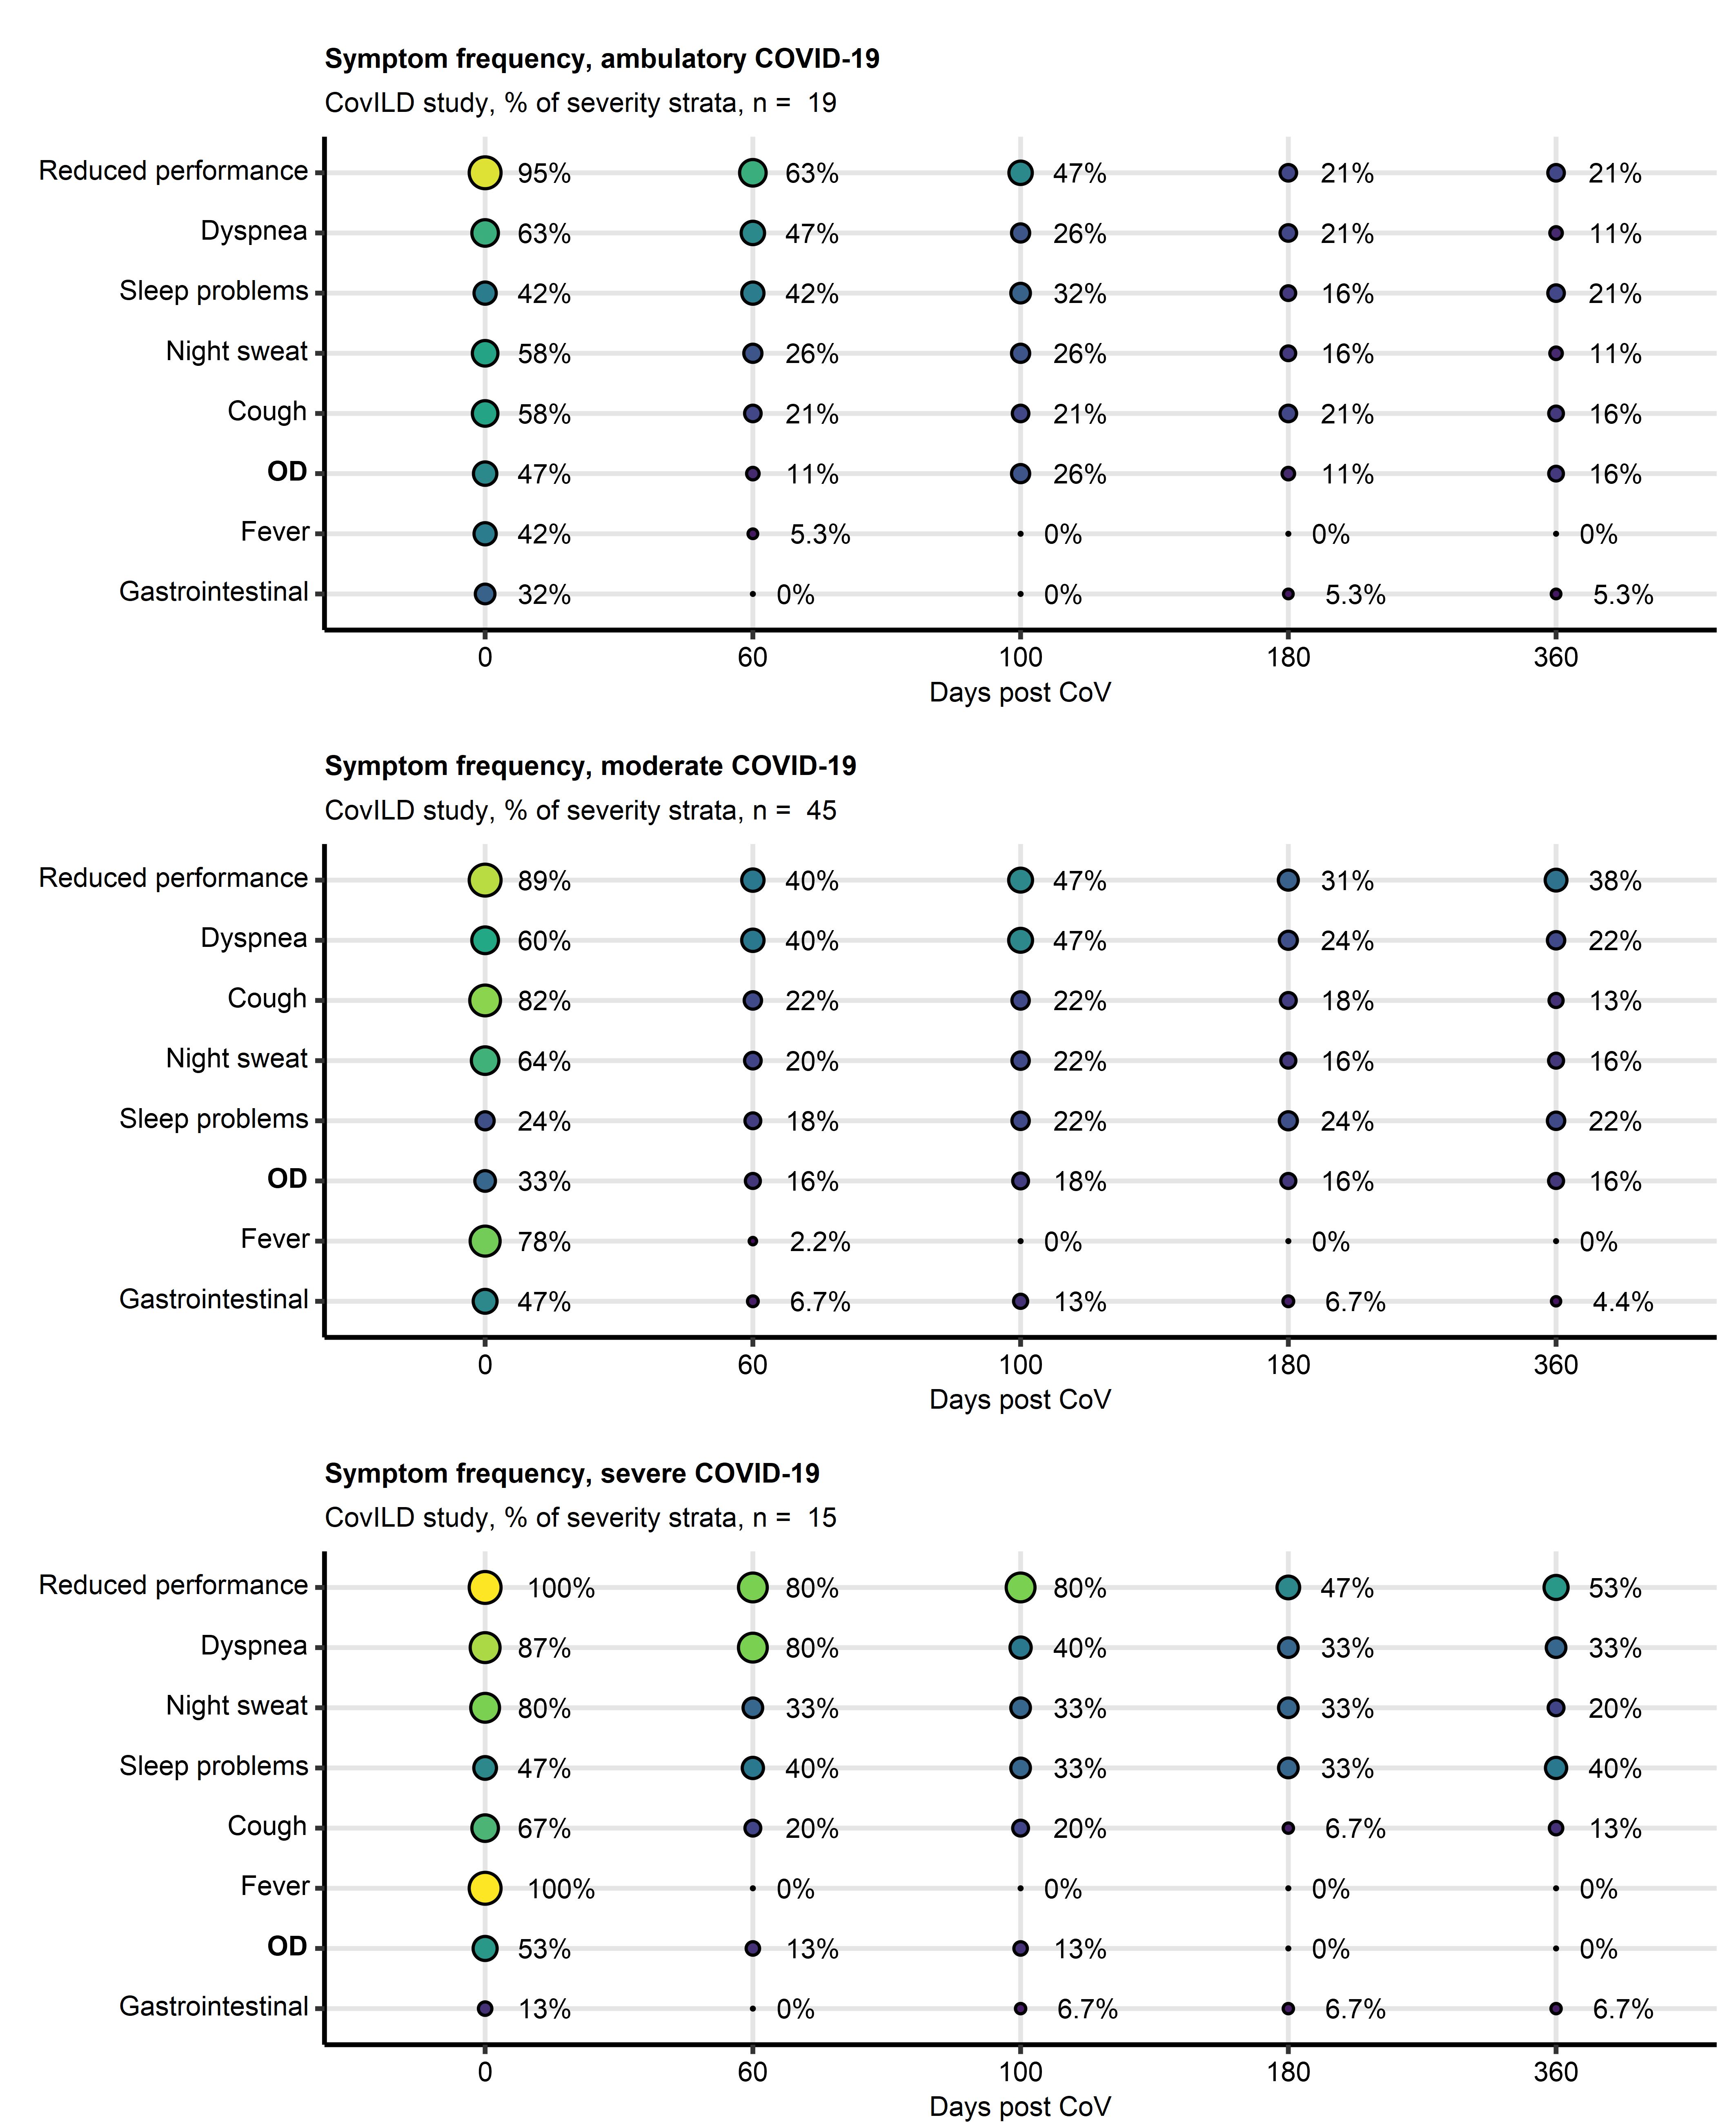 Symptom frequency, ambulatory COVID-19
CovILD study, % of severity strata, n =  19
Reduced performance 95% 63% 47% 21% 21%
Dyspnea 63% 47% 26% 21% 11%
Sleep problems 42% 42% 32% 16% 21%
Night sweat 58% 26% 26% 16% 11%
Cough 58% 21% 21% 21% 16%
OD 47% 11% 26% 11% 16%
Fever 42% 5.3% 0% 0% 0%
Gastrointestinal 32% 0% 0% 5.3% 5.3%
0 60 100 180 360
Days post CoV
Symptom frequency, moderate COVID-19
CovILD study, % of severity strata, n =  45
Reduced performance 89% 40% 47% 31% 38%
Dyspnea 60% 40% 47% 24% 22%
Cough 82% 22% 22% 18% 13%
Night sweat 64% 20% 22% 16% 16%
Sleep problems 24% 18% 22% 24% 22%
OD 33% 16% 18% 16% 16%
Fever 78% 2.2% 0% 0% 0%
Gastrointestinal 47% 6.7% 13% 6.7% 4.4%
0 60 100 180 360
Days post CoV
Symptom frequency, severe COVID-19
CovILD study, % of severity strata, n =  15
Reduced performance 100% 80% 80% 47% 53%
Dyspnea 87% 80% 40% 33% 33%
Night sweat 80% 33% 33% 33% 20%
Sleep problems 47% 40% 33% 33% 40%
Cough 67% 20% 20% 6.7% 13%
Fever 100% 0% 0% 0% 0%
OD 53% 13% 13% 0% 0%
Gastrointestinal 13% 0% 6.7% 6.7% 6.7%
0 60 100 180 360
Days post CoV